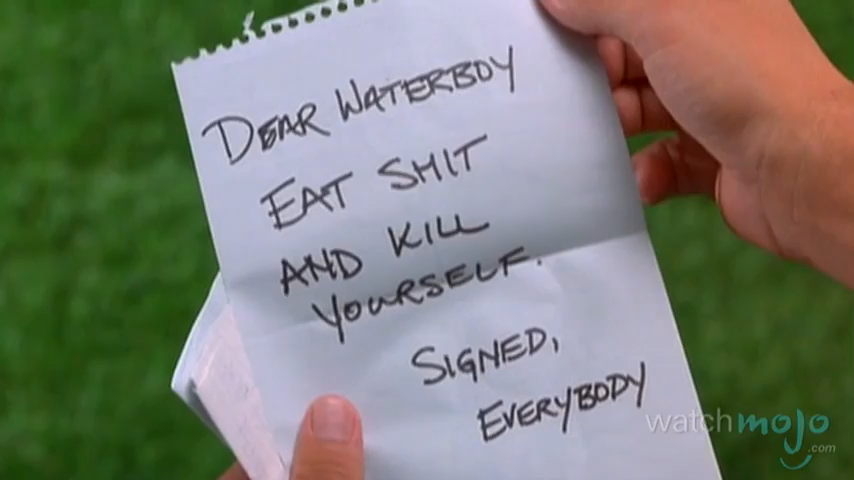 DEAR WATERBOY
EAT SHIT
AND KILL
YOURSELF.
SIGNED,
EVERYBODY
watchmojo
.com